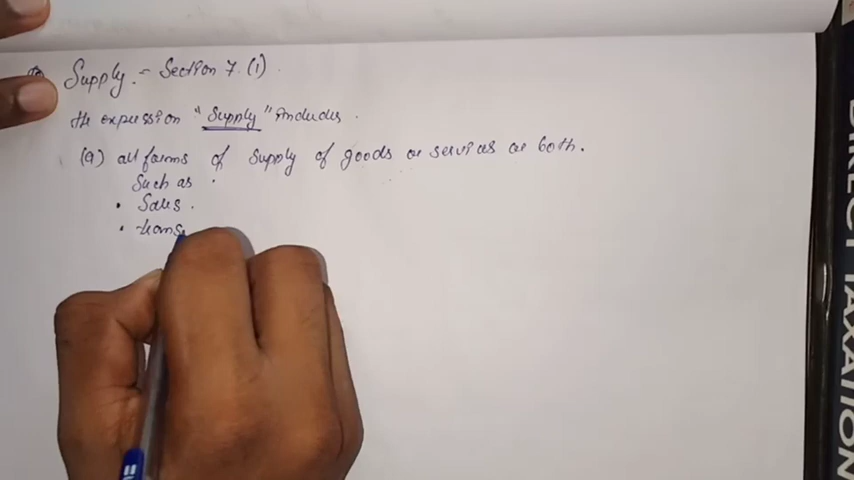 Supply :- Section 7 (1).
the expression "Supply" includes.
(a) all forms of supply of goods or services or both.
Such as
• Sales.
• trans
DIRECT TAXATION